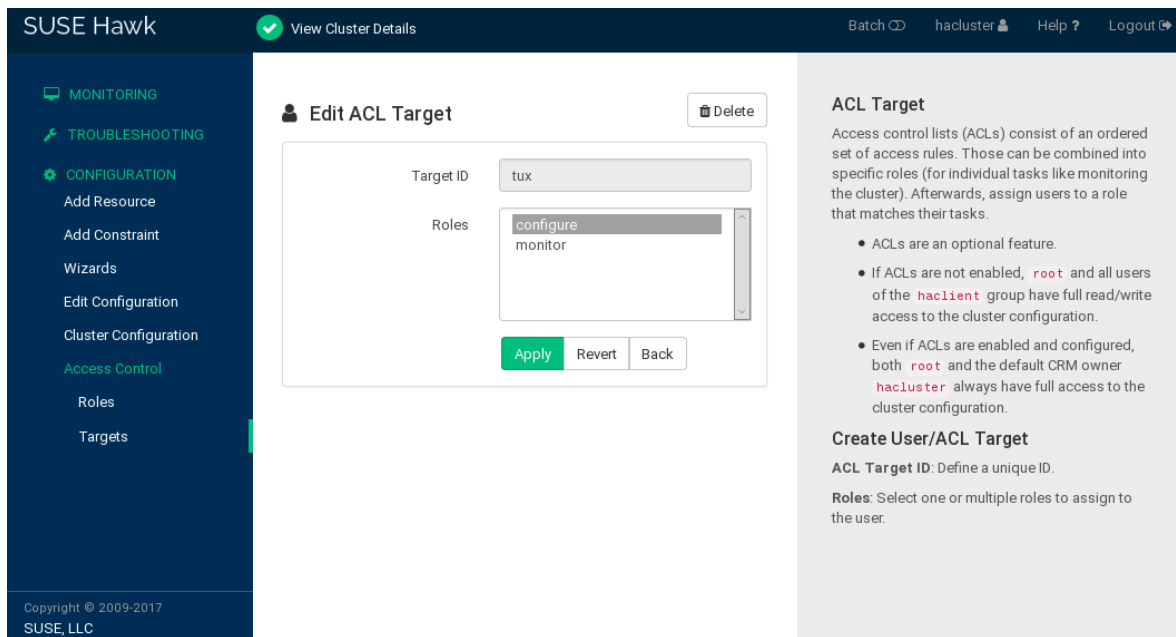 SUSE Hawk
View Cluster Details
Batch
hacluster
Help ?
Logout
MONITORING
TROUBLESHOOTING
CONFIGURATION
Add Resource
Add Constraint
Wizards
Edit Configuration
Cluster Configuration
Access Control
Roles
Targets
Copyright © 2009-2017
SUSE, LLC
Edit ACL Target
Delete
Target ID
tux
Roles
configure
monitor
Apply
Revert
Back
ACL Target
Access control lists (ACLs) consist of an ordered
set of access rules. Those can be combined into
specific roles (for individual tasks like monitoring
the cluster). Afterwards, assign users to a role
that matches their tasks.
● ACLs are an optional feature.
● If ACLs are not enabled, root and all users
of the haclient group have full read/write
access to the cluster configuration.
● Even if ACLs are enabled and configured,
both root and the default CRM owner
hacluster always have full access to the
cluster configuration.
Create User/ACL Target
ACL Target ID: Define a unique ID.
Roles: Select one or multiple roles to assign to
the user.